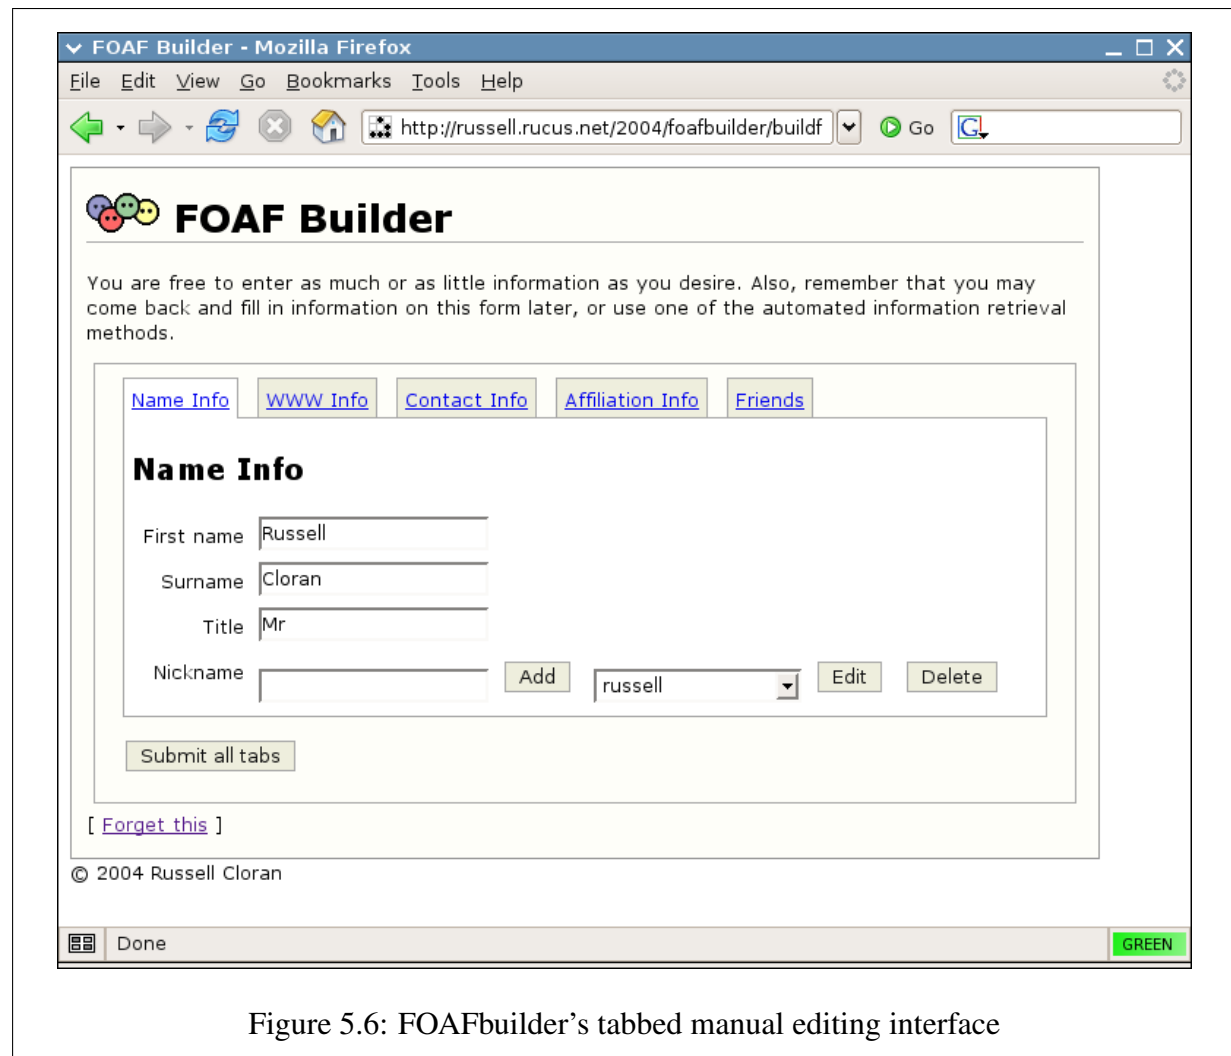 FOAF Builder - Mozilla Firefox
File Edit View Go Bookmarks Tools Help
http://russell.rucus.net/2004/foafbuilder/buildf Go G
FOAF Builder
You are free to enter as much or as little information as you desire. Also, remember that you may
come back and fill in information on this form later, or use one of the automated information retrieval
methods.
Name Info WWW Info Contact Info Affiliation Info Friends
Name Info
First name Russell
Surname Cloran
Title Mr
Nickname Add russell Edit Delete
Submit all tabs
[ Forget this ]
© 2004 Russell Cloran
Done GREEN
Figure 5.6: FOAFbuilder's tabbed manual editing interface